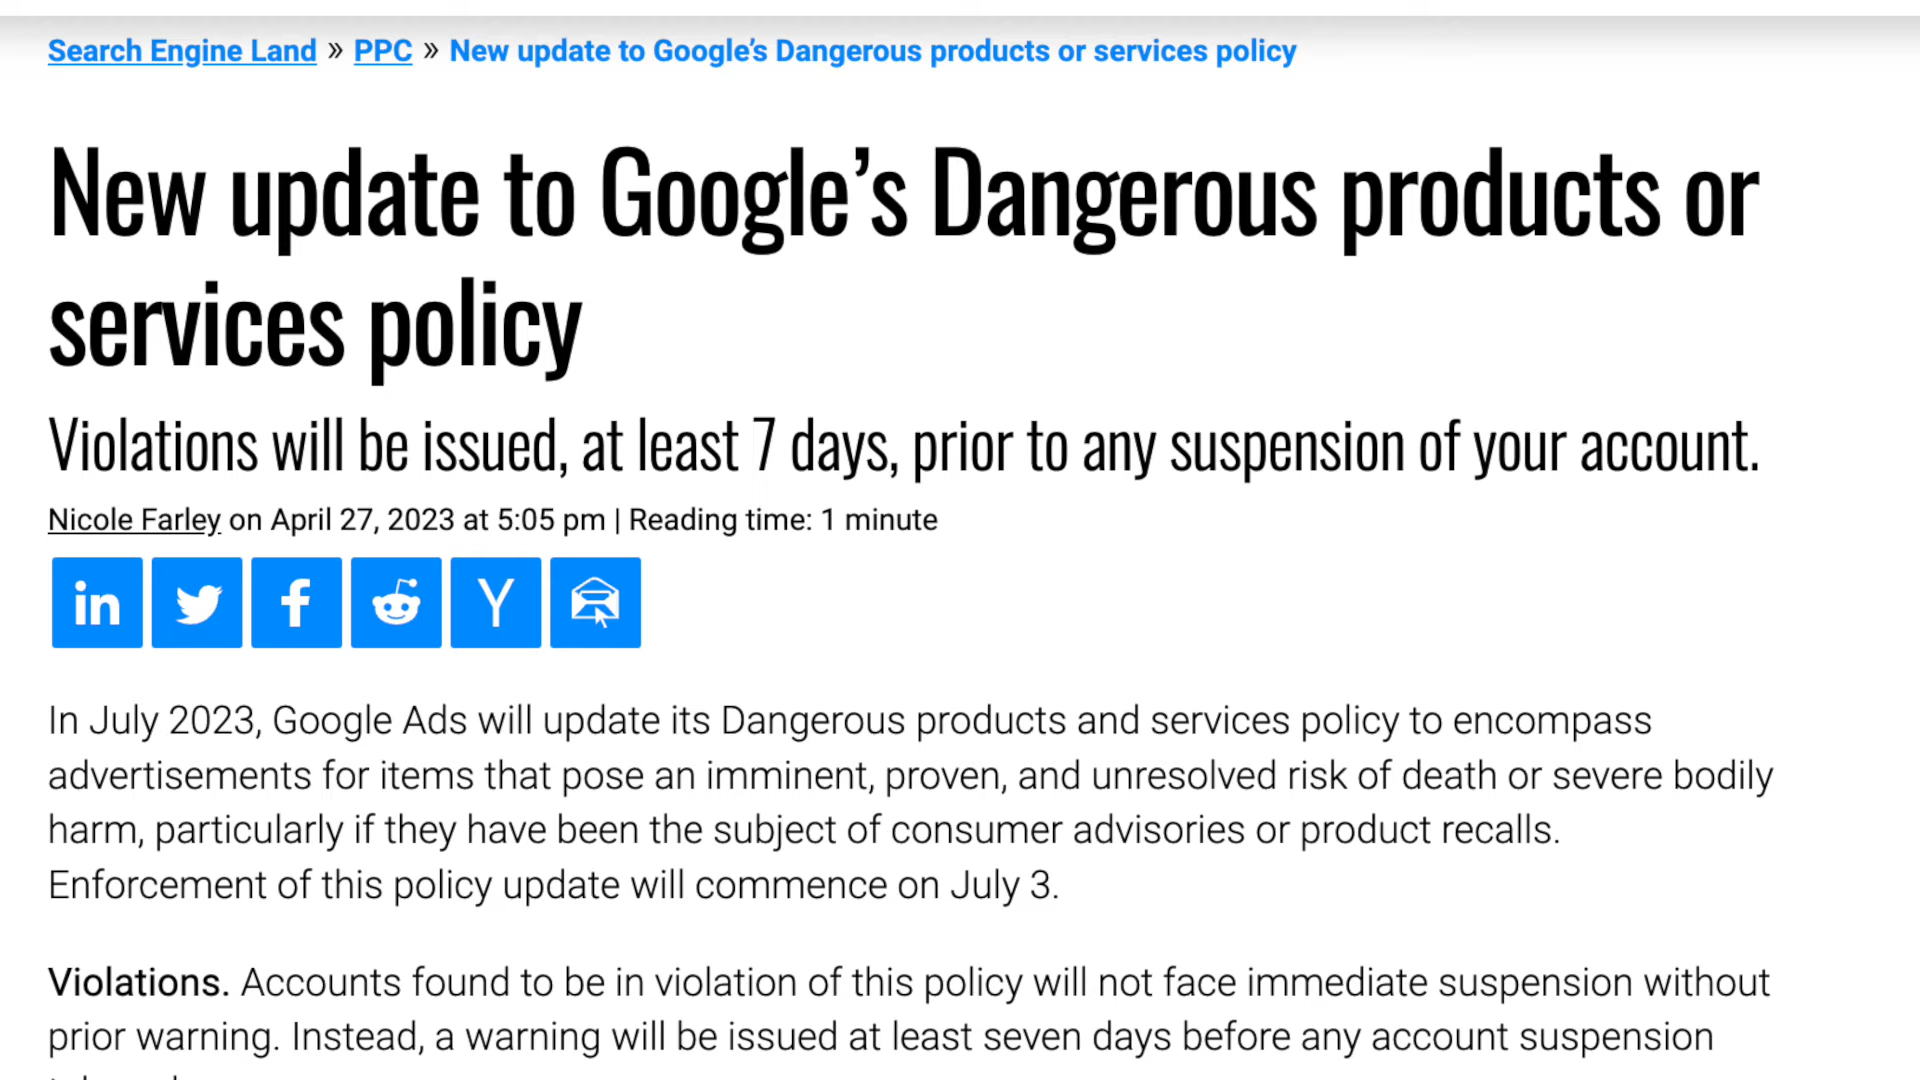 Search Engine Land » PPC » New update to Google’s Dangerous products or services policy
New update to Google’s Dangerous products or
services policy
Violations will be issued, at least 7 days, prior to any suspension of your account.
Nicole Farley on April 27, 2023 at 5:05 pm | Reading time: 1 minute
In July 2023, Google Ads will update its Dangerous products and services policy to encompass
advertisements for items that pose an imminent, proven, and unresolved risk of death or severe bodily
harm, particularly if they have been the subject of consumer advisories or product recalls.
Enforcement of this policy update will commence on July 3.
Violations. Accounts found to be in violation of this policy will not face immediate suspension without
prior warning. Instead, a warning will be issued at least seven days before any account suspension